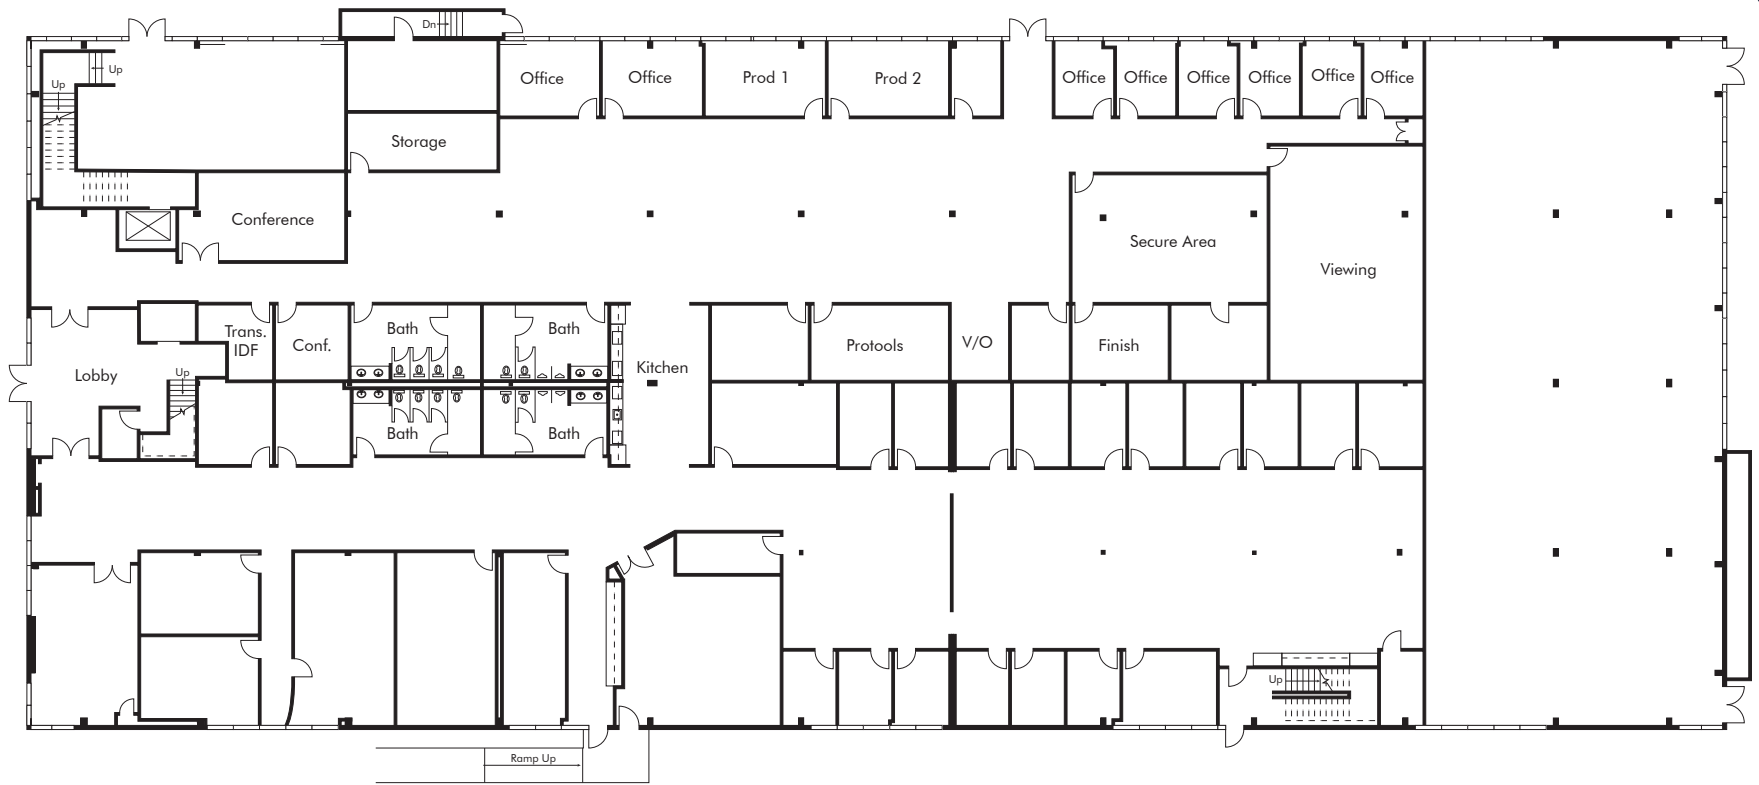 Dn
Up
Up
Office
Office
Prod 1
Prod 2
Office
Office
Office
Office
Office
Office
Storage
Conference
Secure Area
Viewing
Trans.
IDF
Conf.
Bath
Bath
Kitchen
Protools
V/O
Finish
Lobby
Up
Bath
Bath
Up
Ramp Up